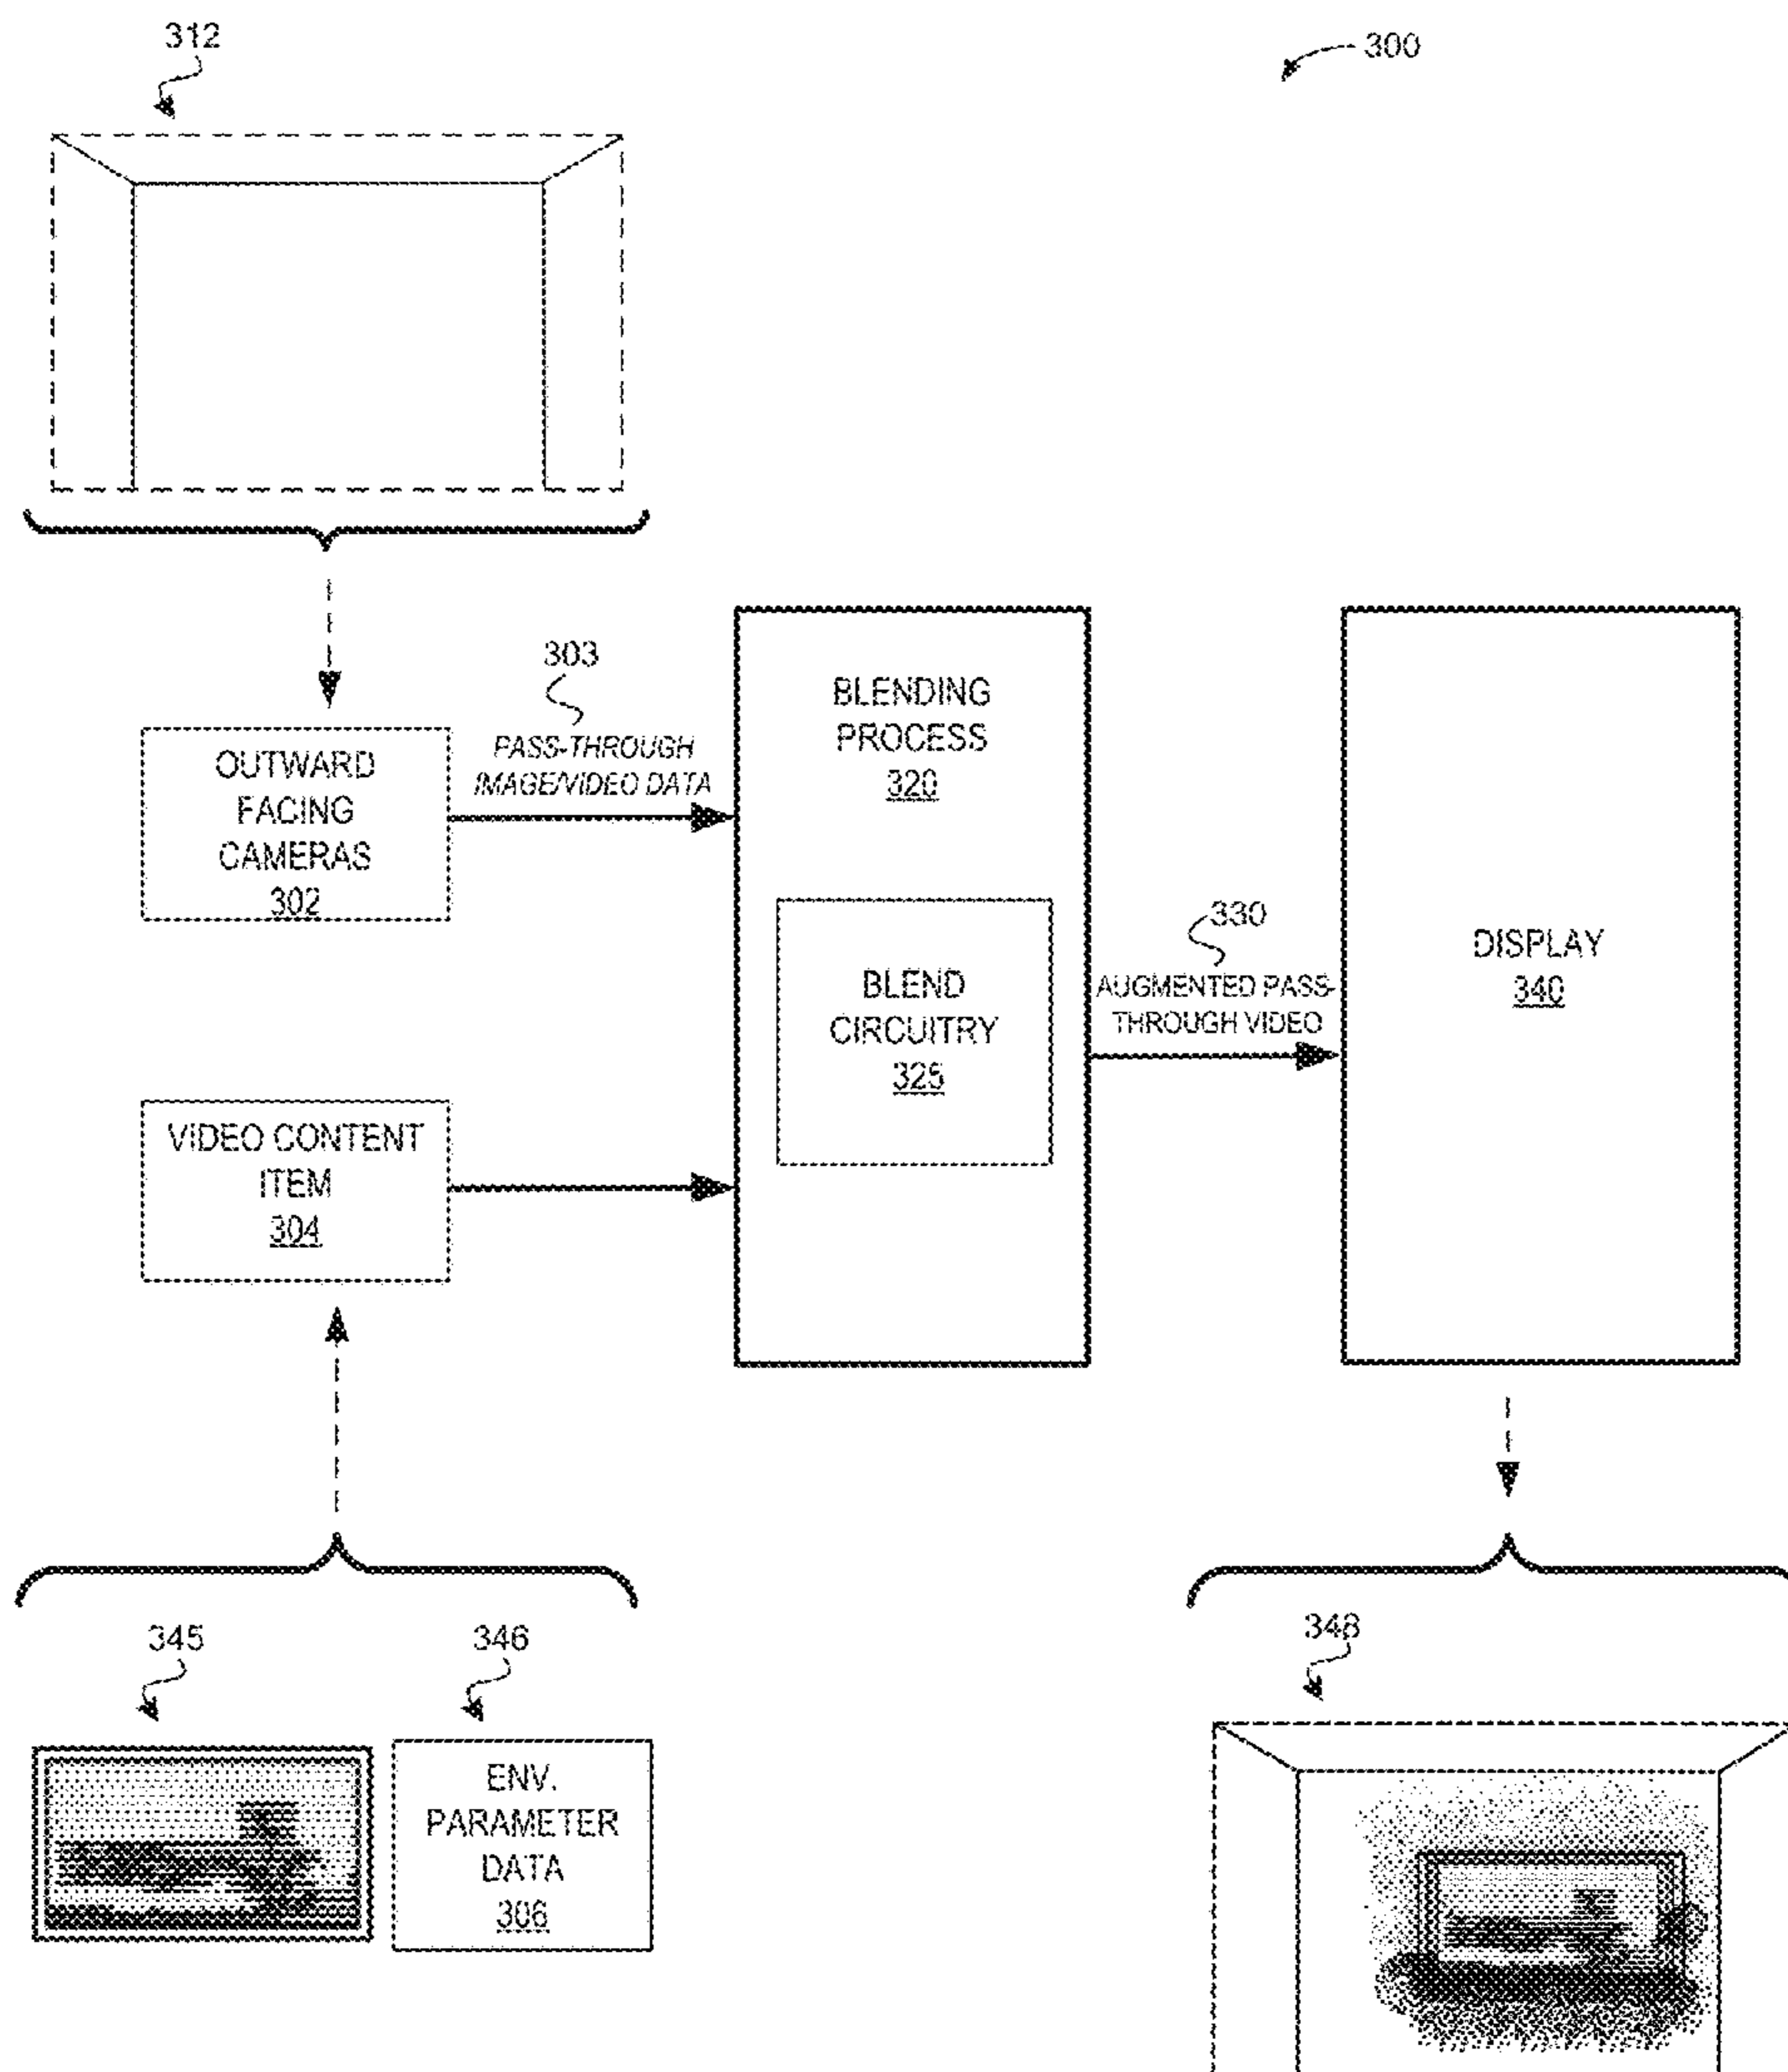 312
300
303
PASS-THROUGH
IMAGE/VIDEO DATA
OUTWARD
FACING
CAMERAS
302
BLENDING
PROCESS
320
BLEND
CIRCUITRY
325
330
AUGMENTED PASS-
THROUGH VIDEO
DISPLAY
340
VIDEO CONTENT
ITEM
304
345
346
ENV.
PARAMETER
DATA
306
348